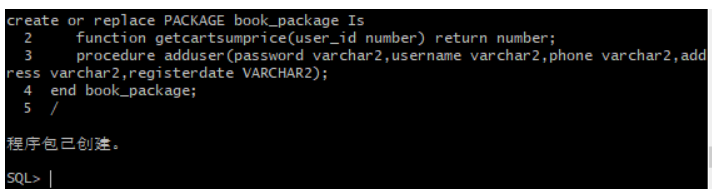 create or replace PACKAGE book_package Is
  2      function getcartsumprice(user_id number) return number;
  3      procedure adduser(password varchar2,username varchar2,phone varchar2,add
ress varchar2,registerdate VARCHAR2);
  4  end book_package;
  5  /
程序包已创建。
SQL>